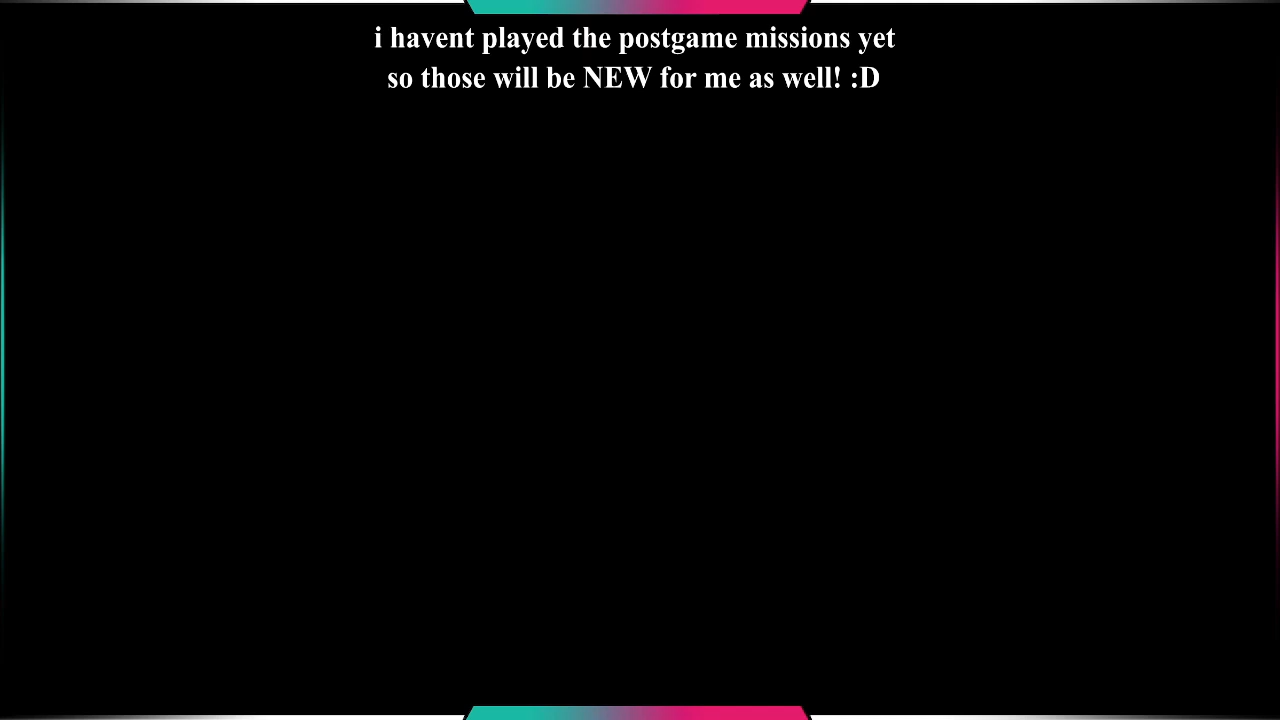 i havent played the postgame missions yet
so those will be NEW for me as well! :D